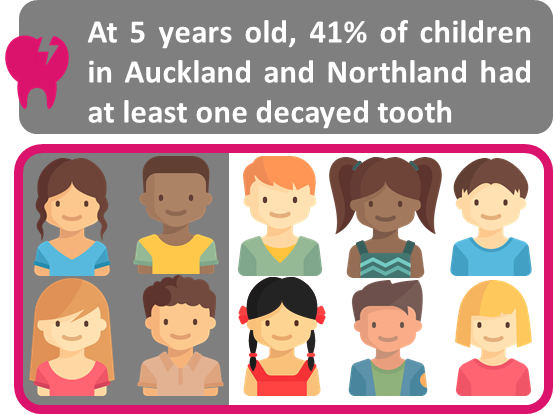 At 5 years old, 41% of children
in Auckland and Northland had
at least one decayed tooth